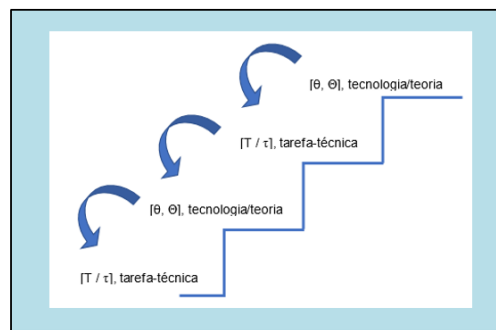 ⌈θ, Θ⌋, tecnologia/teoria
⌈T / τ⌋, tarefa-técnica
⌈θ, Θ⌋, tecnologia/teoria
⌈T / τ⌋, tarefa-técnica